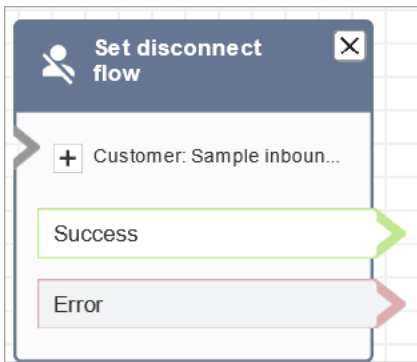 Set disconnect
flow
Customer: Sample inboun...
Success
Error